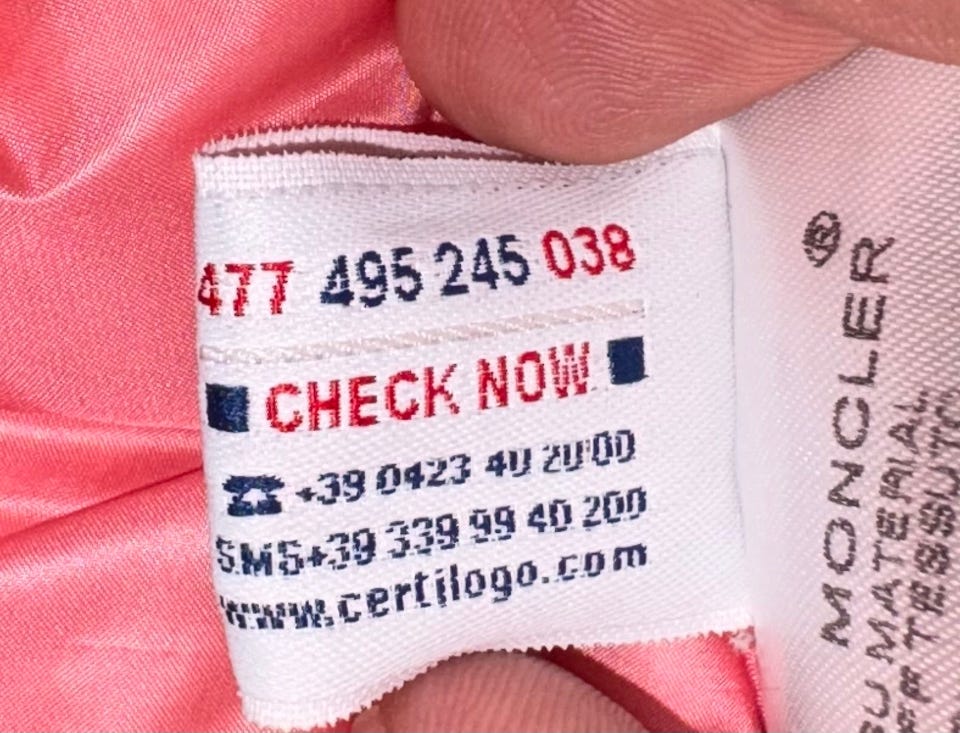 477 495 245 038
CHECK NOW
☎ +39 0423 40 20 00
SMS+39 339 99 40 200
www.certilogo.com
MONCLER®
MATERIAL